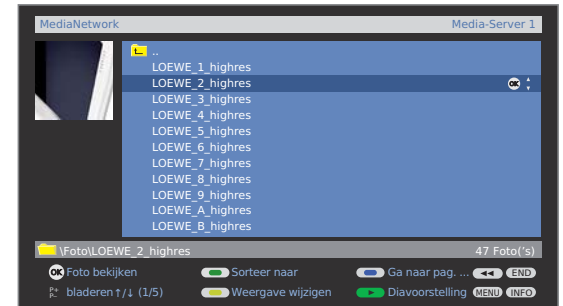 MediaNetwork Media-Server 1
..
LOEWE_1_highres
LOEWE_2_highres OK
LOEWE_3_highres
LOEWE_4_highres
LOEWE_5_highres
LOEWE_6_highres
LOEWE_7_highres
LOEWE_8_highres
LOEWE_9_highres
LOEWE_A_highres
LOEWE_B_highres
\Foto\LOEWE_2_highres 47 Foto('s)
OK Foto bekijken Sorteer naar Ga naar pag. ... END
P+ P- bladeren ↑/↓ (1/5) Weergave wijzigen Diavoorstelling MENU INFO